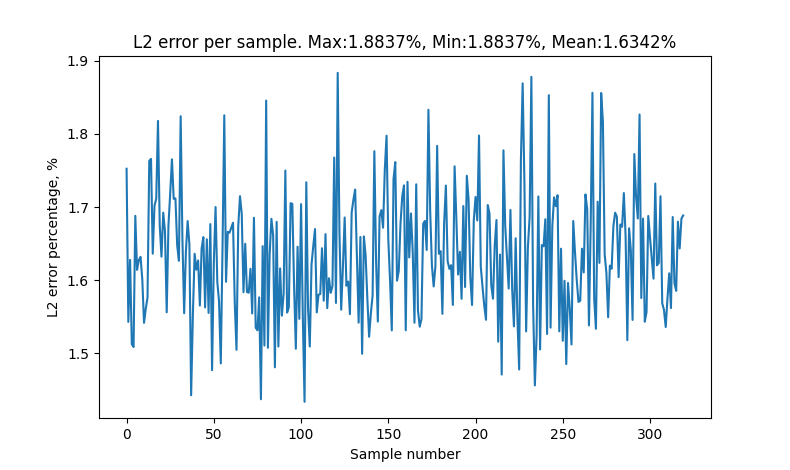 L2 error per sample. Max:1.8837%, Min:1.8837%, Mean:1.6342%
1.9
1.8
1.7
1.6
1.5
L2 error percentage, %
0 50 100 150 200 250 300
Sample number